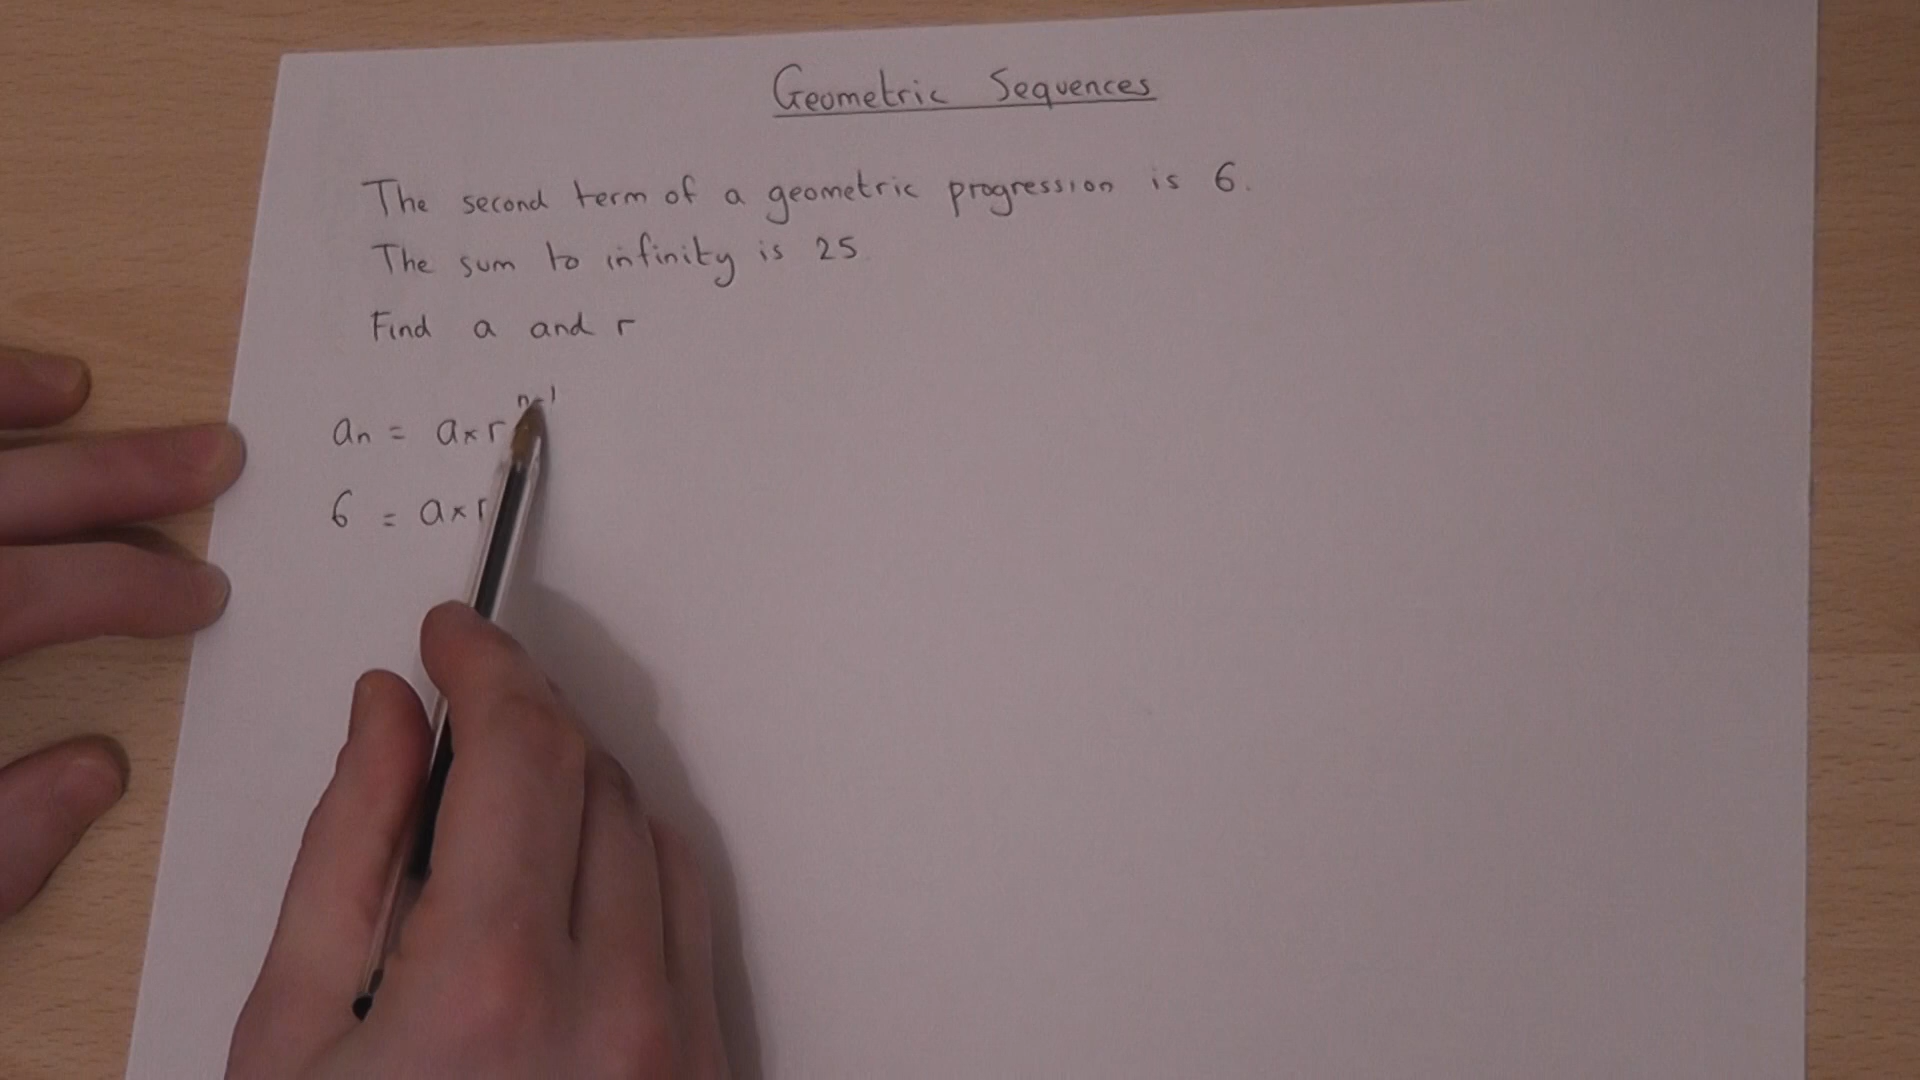 Geometric Sequences
The second term of a geometric progression is 6.
The sum to infinity is 25
Find a and r
an = a×r^n-1
6 = a×r